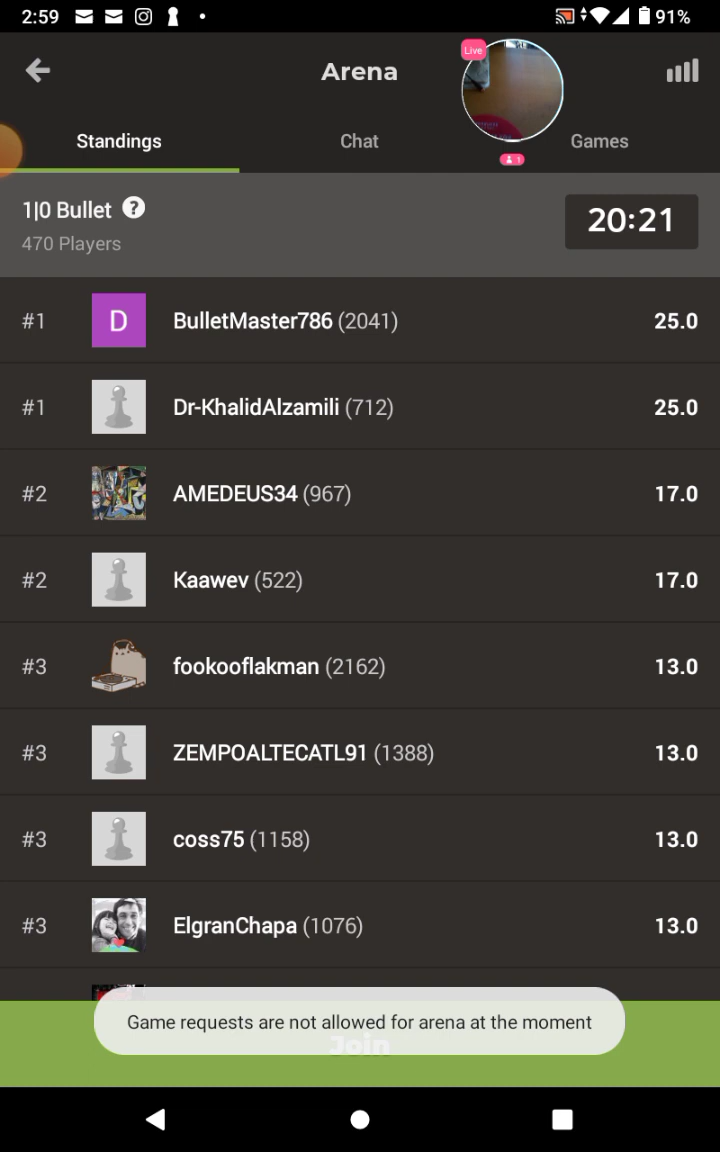 2:59
91%
Arena
Live
Standings
Chat
Games
1
1|0 Bullet ?
470 Players
20:21
#1 D BulletMaster786 (2041) 25.0
#1 Dr-KhalidAlzamili (712) 25.0
#2 AMEDEUS34 (967) 17.0
#2 Kaawev (522) 17.0
#3 fookooflakman (2162) 13.0
#3 ZEMPOALTECATL91 (1388) 13.0
#3 coss75 (1158) 13.0
#3 ElgranChapa (1076) 13.0
Game requests are not allowed for arena at the moment
Join